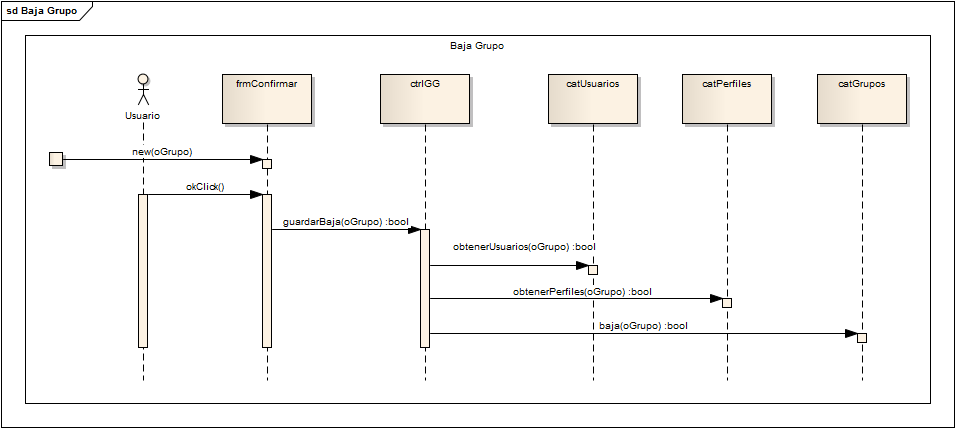 sd Baja Grupo
Baja Grupo
Usuario
frmConfirmar
ctrlGG
catUsuarios
catPerfiles
catGrupos
new(oGrupo)
okClick()
guardarBaja(oGrupo) :bool
obtenerUsuarios(oGrupo) :bool
obtenerPerfiles(oGrupo) :bool
baja(oGrupo) :bool